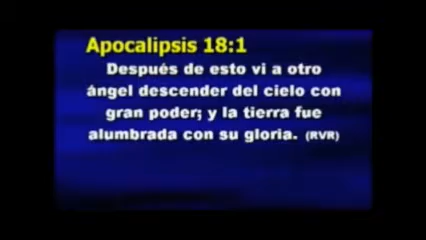 Apocalipsis 18:1
Después de esto vi a otro
ángel descender del cielo con
gran poder; y la tierra fue
alumbrada con su gloria. (RVR)